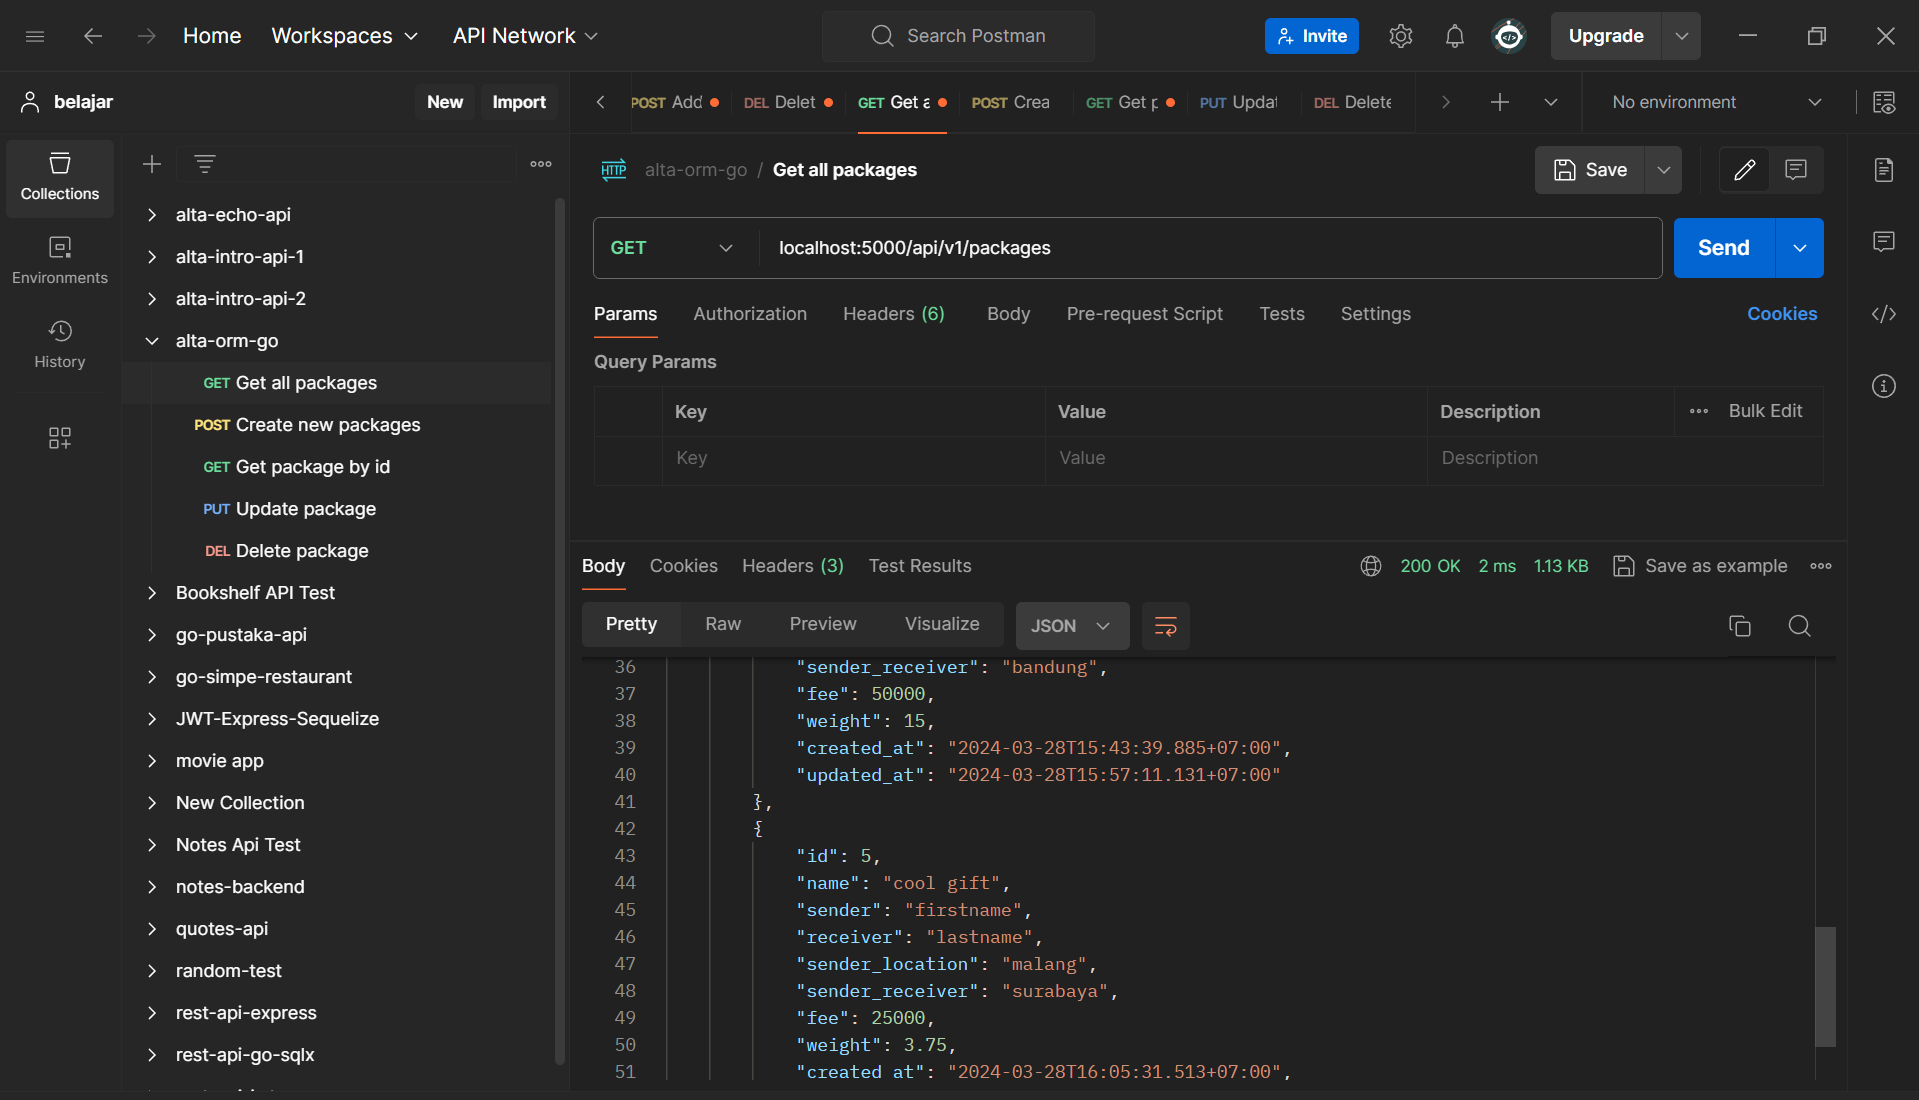 Home
Workspaces
API Network
Search Postman
Invite
Upgrade
belajar
New
Import
POST Add
DEL Delet
GET Get a
POST Crea
GET Get p
PUT Updat
DEL Delete
No environment
Collections
Environments
History
alta-echo-api
alta-intro-api-1
alta-intro-api-2
alta-orm-go
GET Get all packages
POST Create new packages
GET Get package by id
PUT Update package
DEL Delete package
Bookshelf API Test
go-pustaka-api
go-simpe-restaurant
JWT-Express-Sequelize
movie app
New Collection
Notes Api Test
notes-backend
quotes-api
random-test
rest-api-express
rest-api-go-sqlx
HTTP alta-orm-go / Get all packages
Save
GET
localhost:5000/api/v1/packages
Send
Params
Authorization
Headers (6)
Body
Pre-request Script
Tests
Settings
Cookies
Query Params
Key
Value
Description
Bulk Edit
Key
Value
Description
Body
Cookies
Headers (3)
Test Results
200 OK
2 ms
1.13 KB
Save as example
Pretty
Raw
Preview
Visualize
JSON
36 "sender_receiver": "bandung",
37 "fee": 50000,
38 "weight": 15,
39 "created_at": "2024-03-28T15:43:39.885+07:00",
40 "updated_at": "2024-03-28T15:57:11.131+07:00"
41 },
42 {
43 "id": 5,
44 "name": "cool gift",
45 "sender": "firstname",
46 "receiver": "lastname",
47 "sender_location": "malang",
48 "sender_receiver": "surabaya",
49 "fee": 25000,
50 "weight": 3.75,
51 "created_at": "2024-03-28T16:05:31.513+07:00",